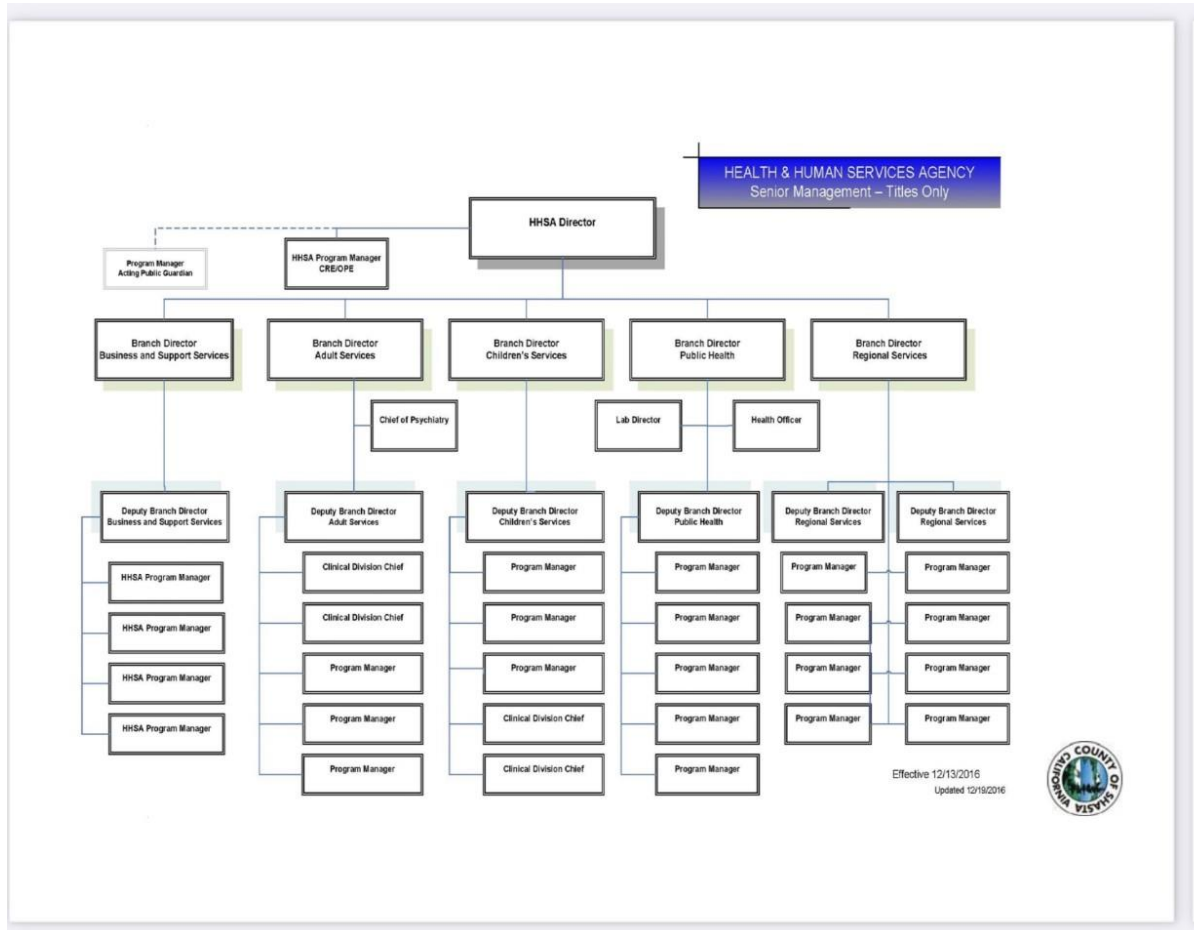 HEALTH & HUMAN SERVICES AGENCY
Senior Management – Titles Only
HHSA Director
Program Manager
Acting Public Guardian
HHSA Program Manager
CRE/OPE
Branch Director
Business and Support Services
Branch Director
Adult Services
Branch Director
Children's Services
Branch Director
Public Health
Branch Director
Regional Services
Chief of Psychiatry
Lab Director
Health Officer
Deputy Branch Director
Business and Support Services
Deputy Branch Director
Adult Services
Deputy Branch Director
Children's Services
Deputy Branch Director
Public Health
Deputy Branch Director
Regional Services
Deputy Branch Director
Regional Services
HHSA Program Manager
HHSA Program Manager
HHSA Program Manager
HHSA Program Manager
Clinical Division Chief
Clinical Division Chief
Program Manager
Program Manager
Program Manager
Program Manager
Program Manager
Program Manager
Clinical Division Chief
Clinical Division Chief
Program Manager
Program Manager
Program Manager
Program Manager
Program Manager
Program Manager
Program Manager
Program Manager
Program Manager
Program Manager
Program Manager
Program Manager
Program Manager
Effective 12/13/2016
Updated 12/19/2016
COUNTY OF SHASTA
CALIFORNIA